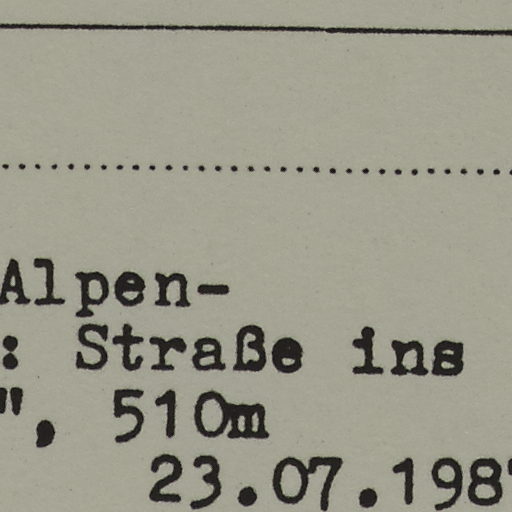 Alpen-
: Straße ins
", 510m
23.07.198